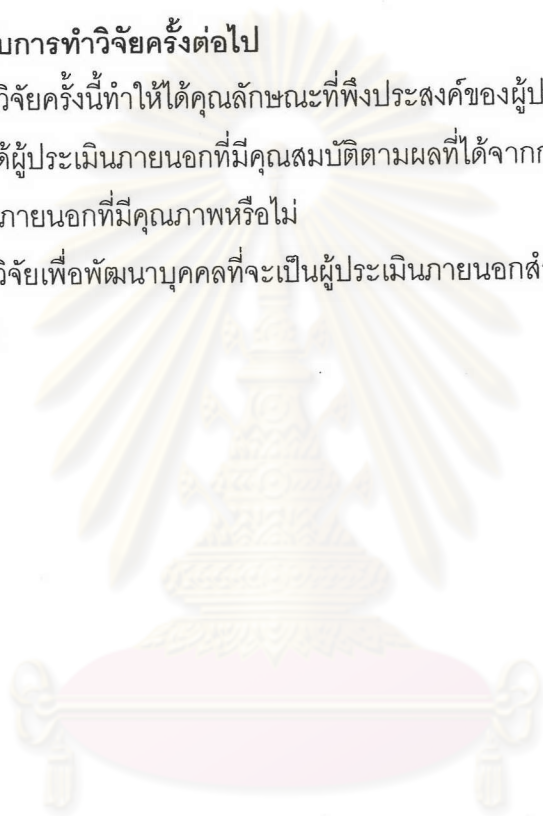 บการทำวิจัยครั้งต่อไป
วิจัยครั้งนี้ทำให้ได้คุณลักษณะที่พึงประสงค์ของผู้ป
ด้ผู้ประเมินภายนอกที่มีคุณสมบัติตามผลที่ได้จากก
ภายนอกที่มีคุณภาพหรือไม่
วิจัยเพื่อพัฒนาบุคคลที่จะเป็นผู้ประเมินภายนอกสำ